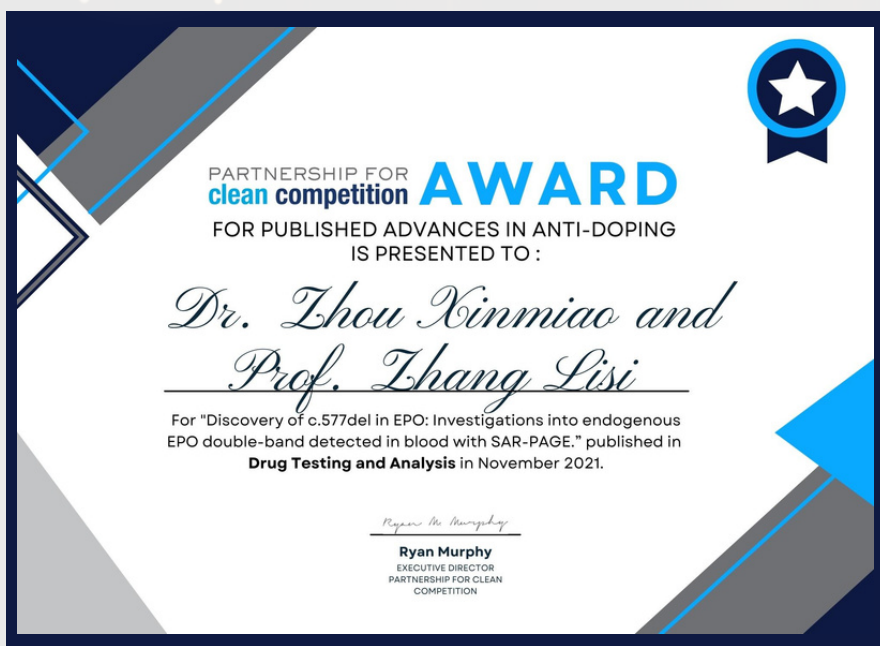 PARTNERSHIP FOR
clean competition AWARD
FOR PUBLISHED ADVANCES IN ANTI-DOPING
IS PRESENTED TO :
Dr. Zhou Xinmiao and
Prof. Zhang Lisi
For "Discovery of c.577del in EPO: Investigations into endogenous
EPO double-band detected in blood with SAR-PAGE.” published in
Drug Testing and Analysis in November 2021.
Ryan M. Murphy
Ryan Murphy
EXECUTIVE DIRECTOR
PARTNERSHIP FOR CLEAN
COMPETITION